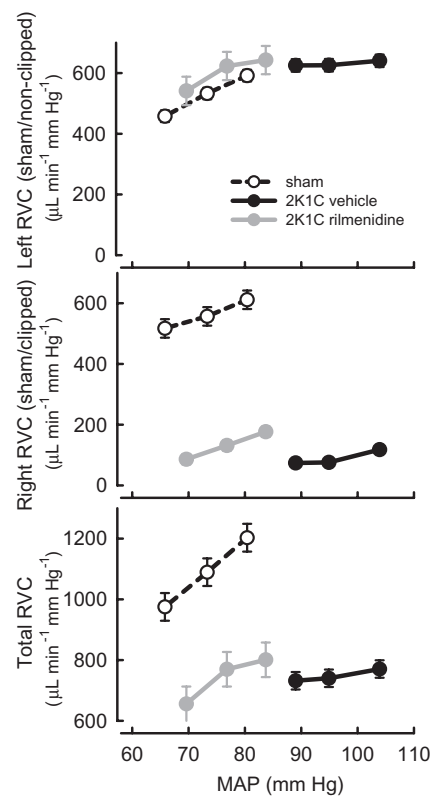 Left RVC (sham/non-clipped)
(µL min⁻¹ mm Hg⁻¹)
600
400
200
0
sham
2K1C vehicle
2K1C rilmenidine
Right RVC (sham/clipped)
(µL min⁻¹ mm Hg⁻¹)
600
400
200
0
Total RVC
(µL min⁻¹ mm Hg⁻¹)
1200
1000
800
600
60 70 80 90 100 110
MAP (mm Hg)